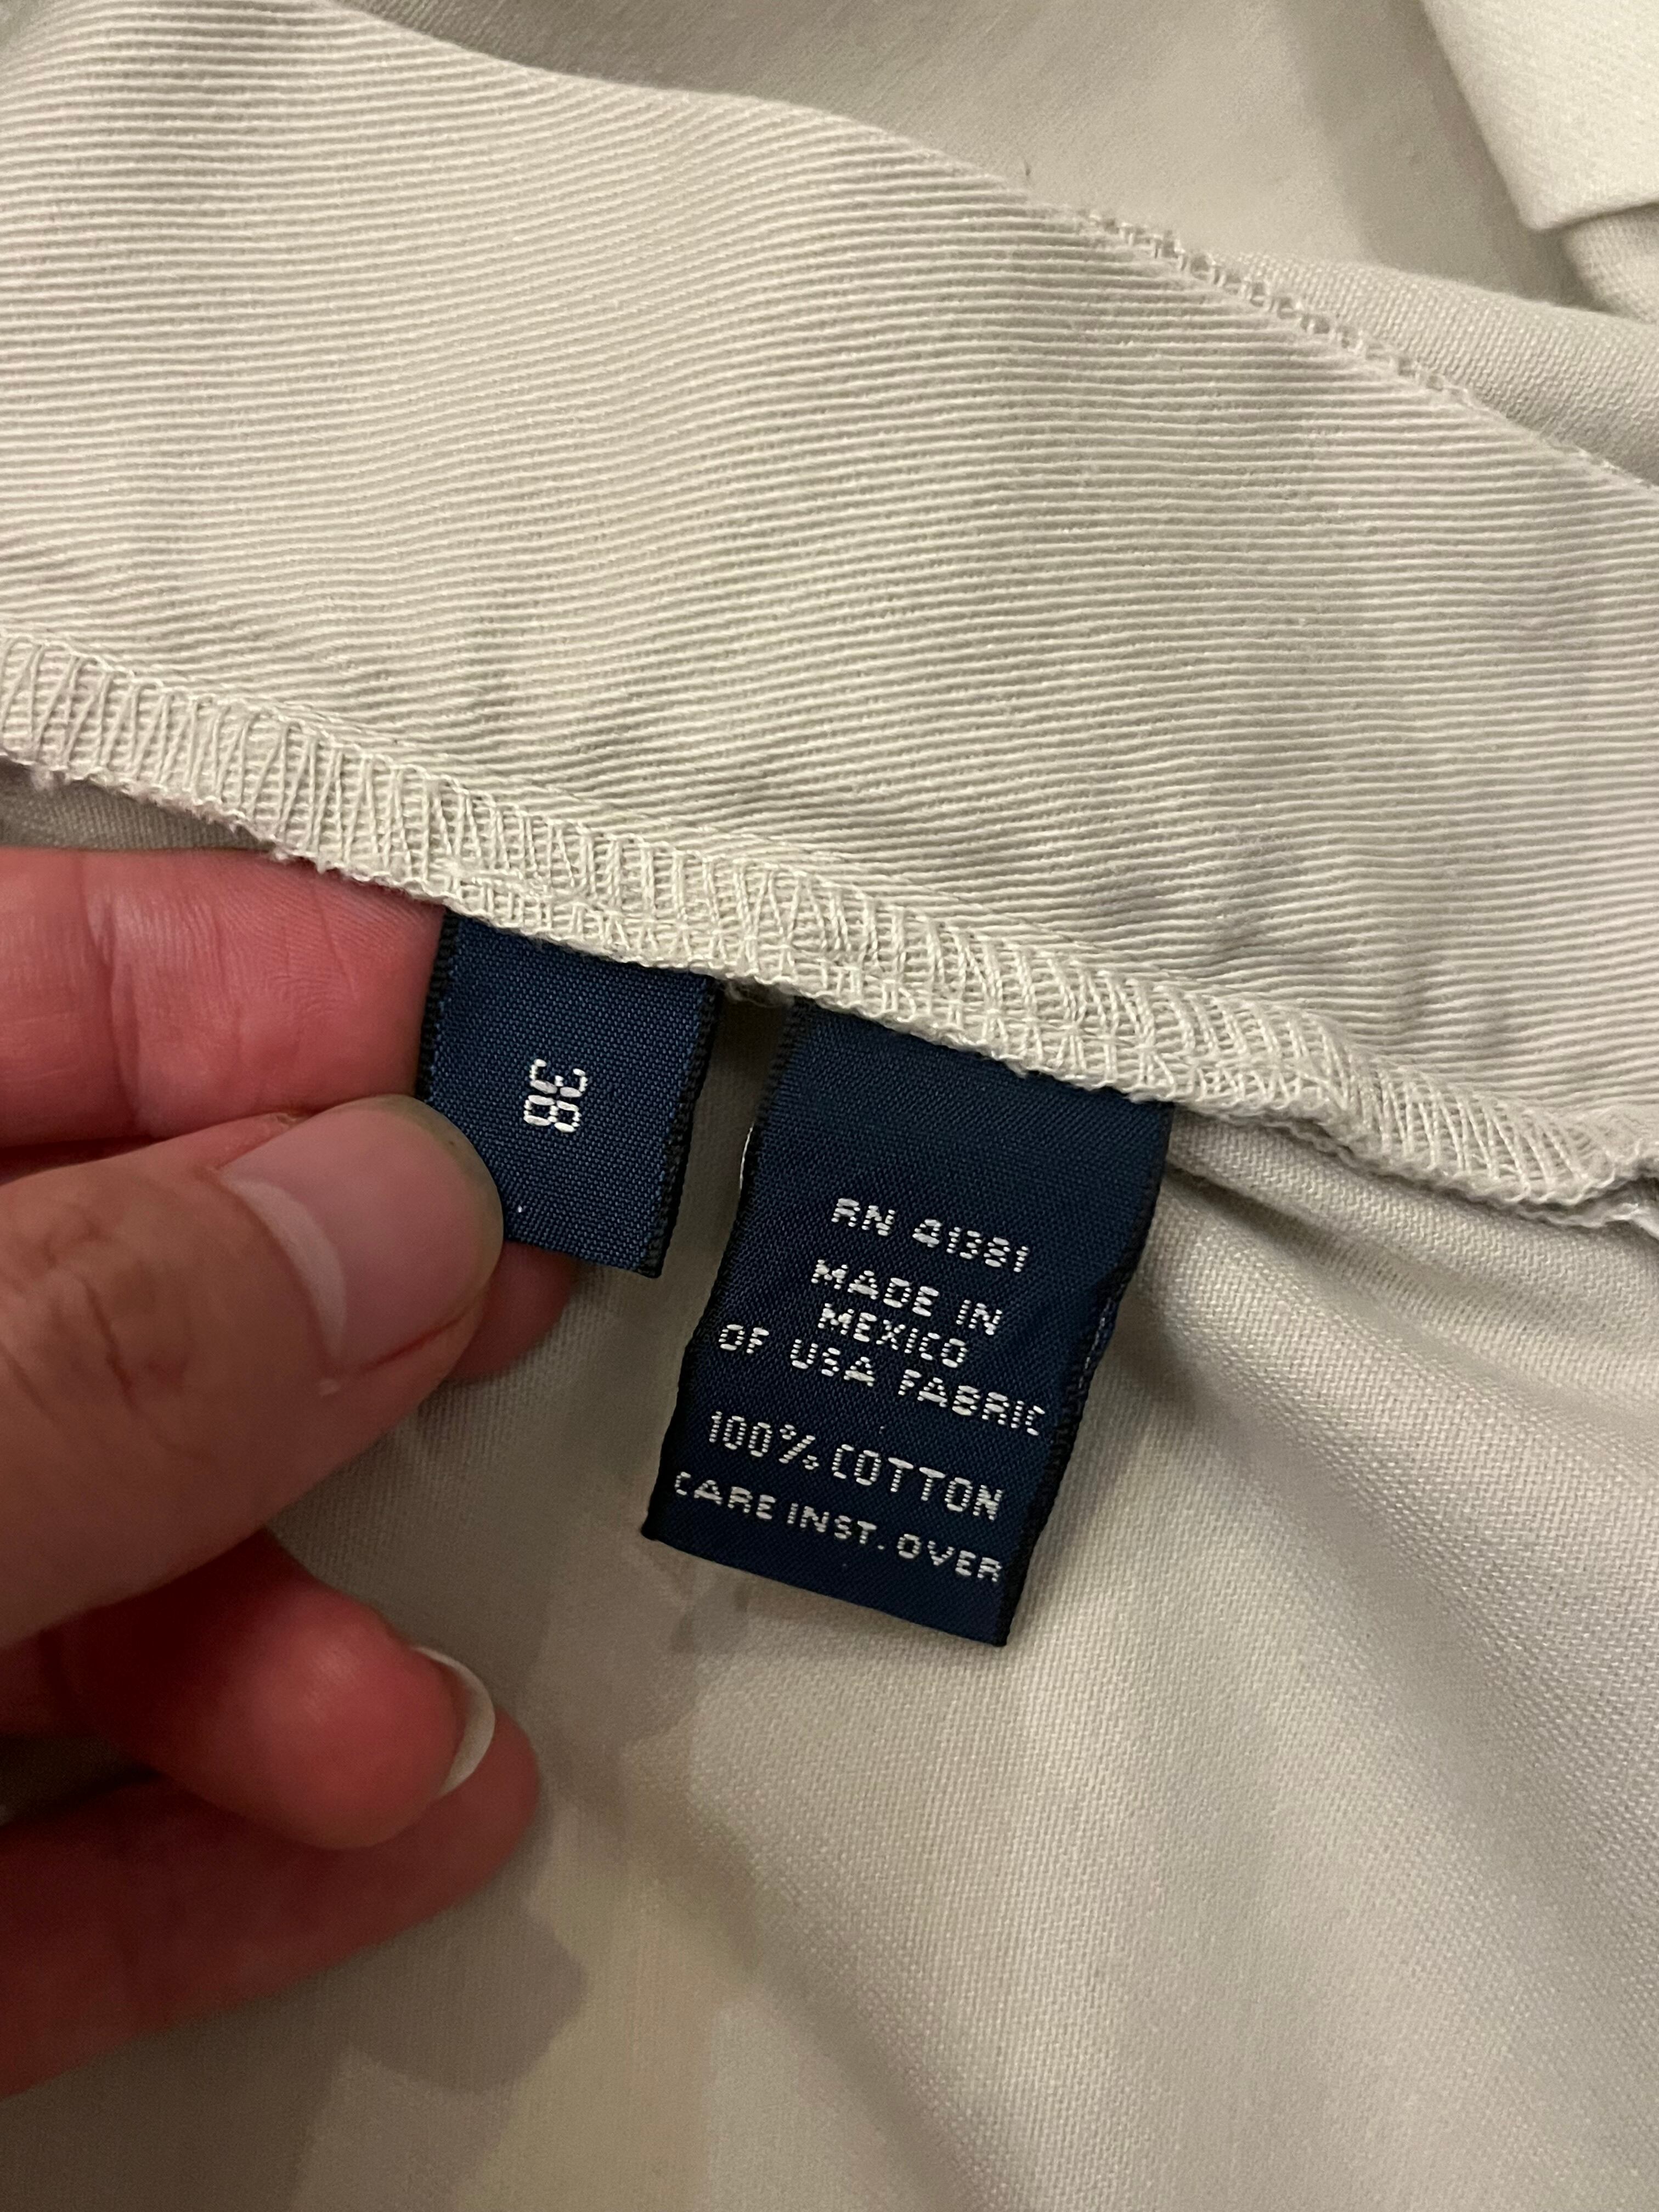 38
RN 41381
MADE IN
MEXICO
OF USA FABRIC
100% COTTON
CARE INST. OVER